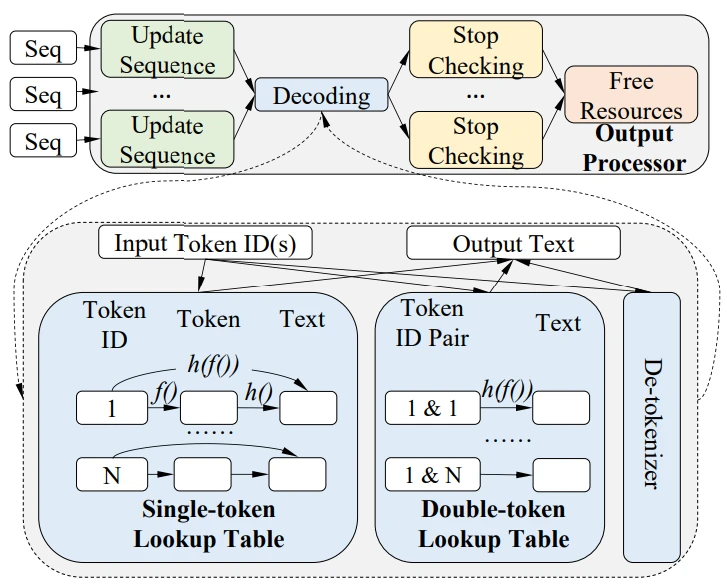 Seq
Seq
Seq
Update
Sequence
...
Update
Sequence
Decoding
Stop
Checking
...
Stop
Checking
Free
Resources
Output
Processor
Input Token ID(s)
Output Text
Token
ID
Token
Text
h(f())
1
f()
h()
......
N
Single-token
Lookup Table
Token
ID Pair
Text
1 & 1
h(f())
......
1 & N
Double-token
Lookup Table
De-tokenizer